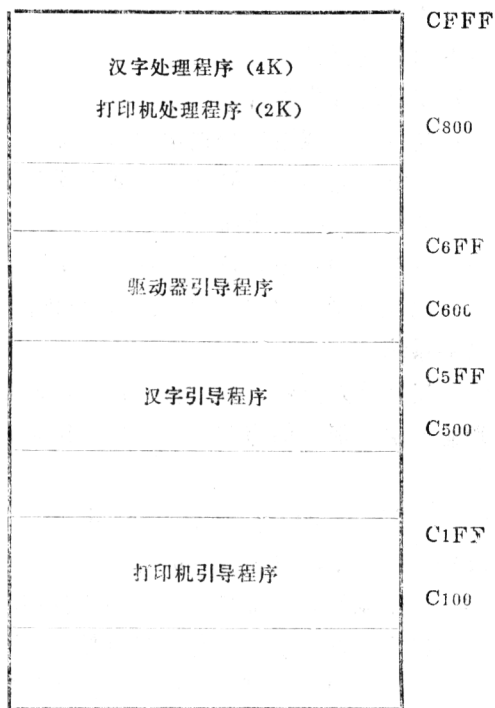 CFFF
汉字处理程序（4K）
打印机处理程序（2K）
C800
C6FF
驱动器引导程序
C600
C5FF
汉字引导程序
C500
C1FF
打印机引导程序
C100